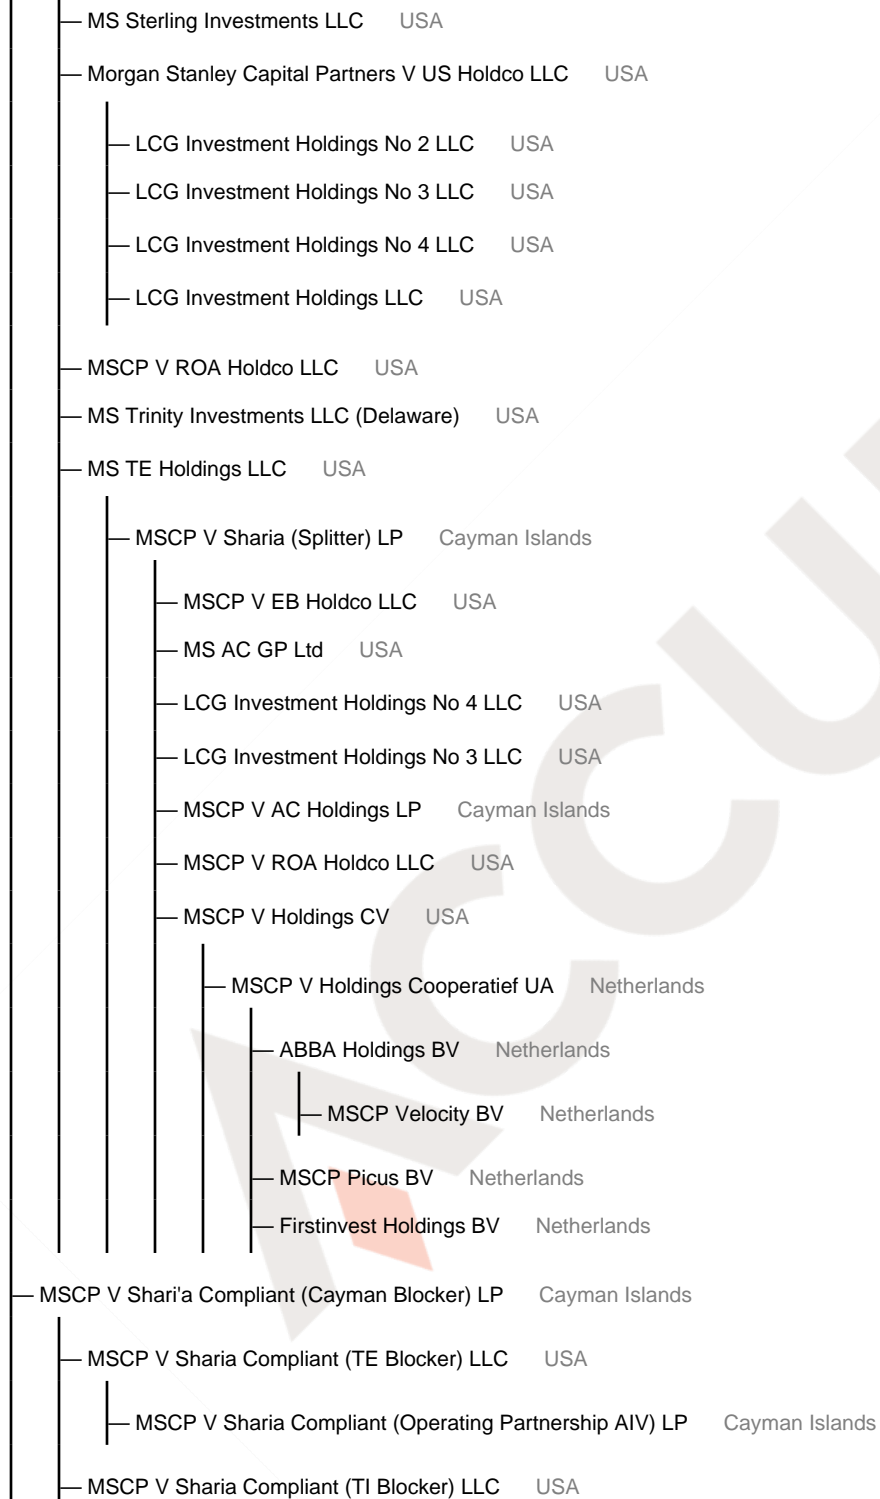 MS Sterling Investments LLC USA
Morgan Stanley Capital Partners V US Holdco LLC USA
LCG Investment Holdings No 2 LLC USA
LCG Investment Holdings No 3 LLC USA
LCG Investment Holdings No 4 LLC USA
LCG Investment Holdings LLC USA
MSCP V ROA Holdco LLC USA
MS Trinity Investments LLC (Delaware) USA
MS TE Holdings LLC USA
MSCP V Sharia (Splitter) LP Cayman Islands
MSCP V EB Holdco LLC USA
MS AC GP Ltd USA
LCG Investment Holdings No 4 LLC USA
LCG Investment Holdings No 3 LLC USA
MSCP V AC Holdings LP Cayman Islands
MSCP V ROA Holdco LLC USA
MSCP V Holdings CV USA
MSCP V Holdings Cooperatief UA Netherlands
ABBA Holdings BV Netherlands
MSCP Velocity BV Netherlands
MSCP Picus BV Netherlands
Firstinvest Holdings BV Netherlands
MSCP V Shari'a Compliant (Cayman Blocker) LP Cayman Islands
MSCP V Sharia Compliant (TE Blocker) LLC USA
MSCP V Sharia Compliant (Operating Partnership AIV) LP Cayman Islands
MSCP V Sharia Compliant (TI Blocker) LLC USA